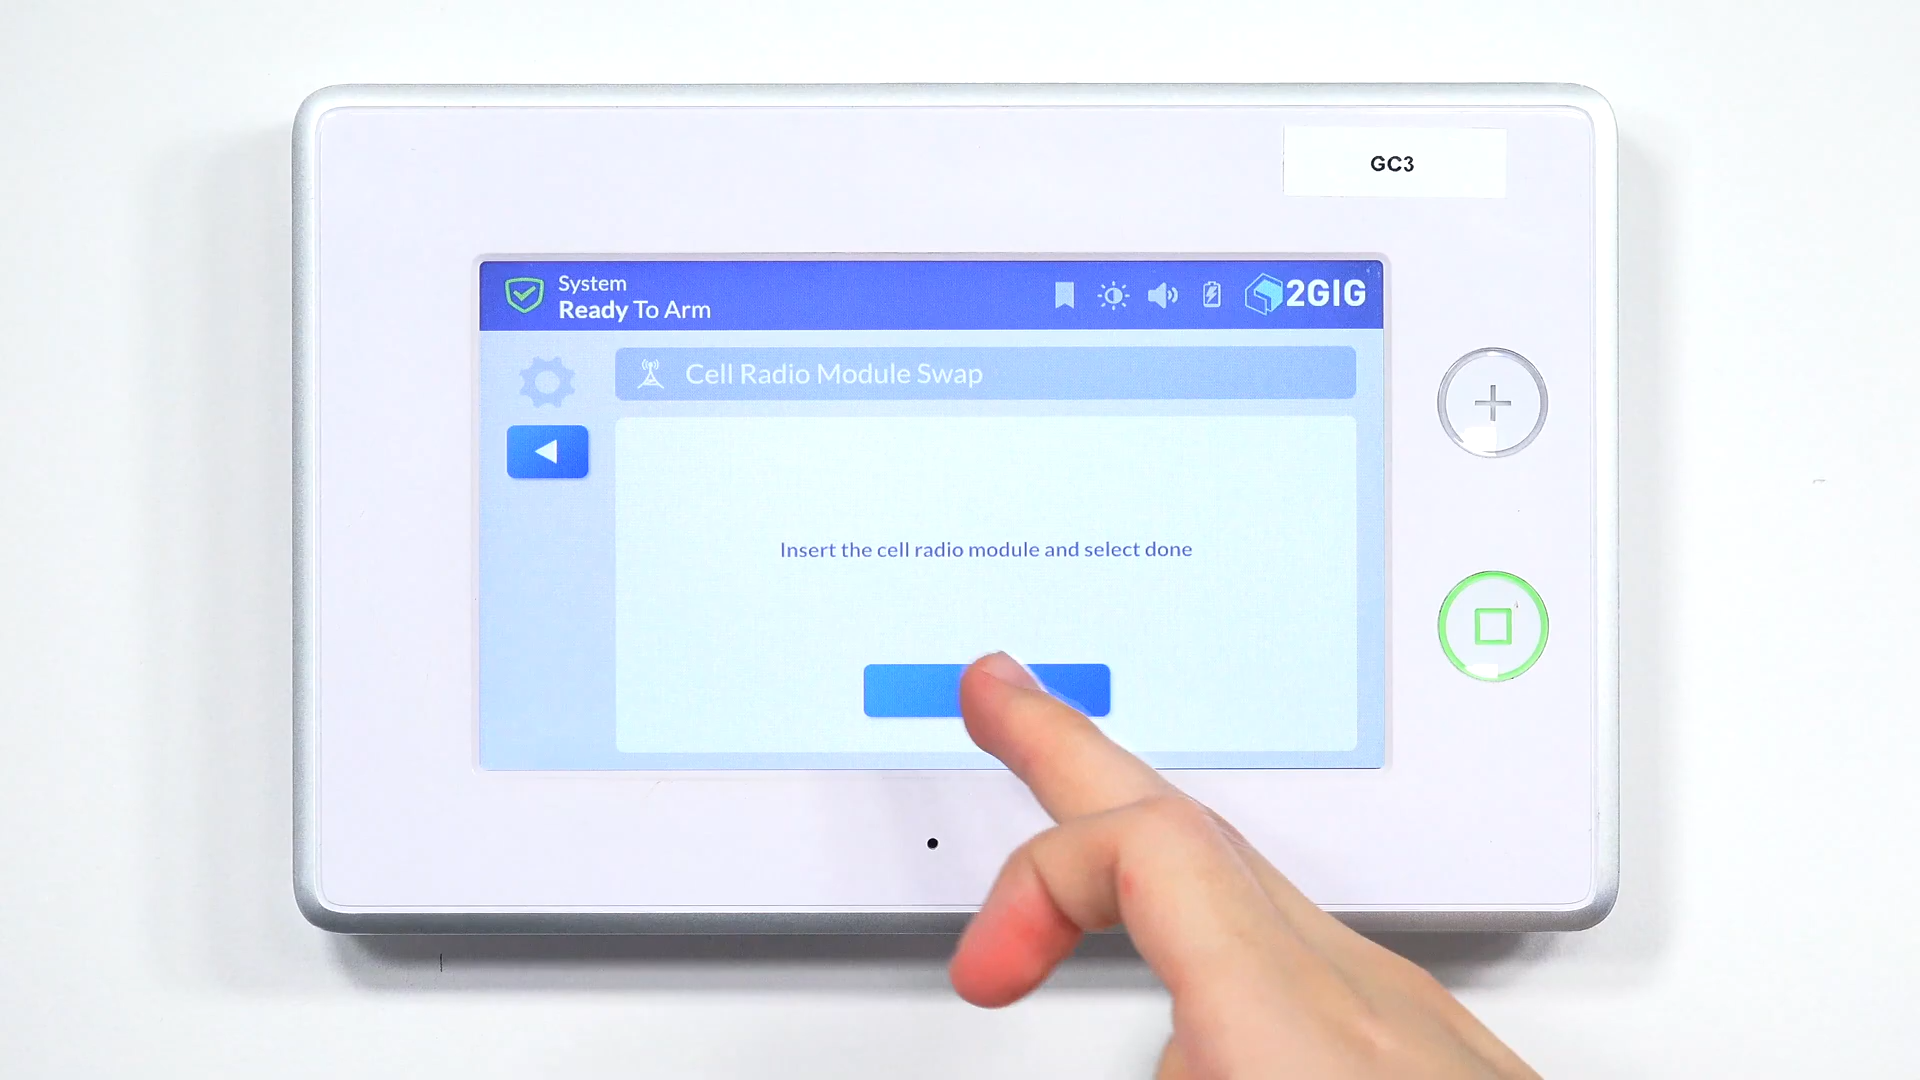 GC3
System
Ready To Arm
2GIG
Cell Radio Module Swap
Insert the cell radio module and select done